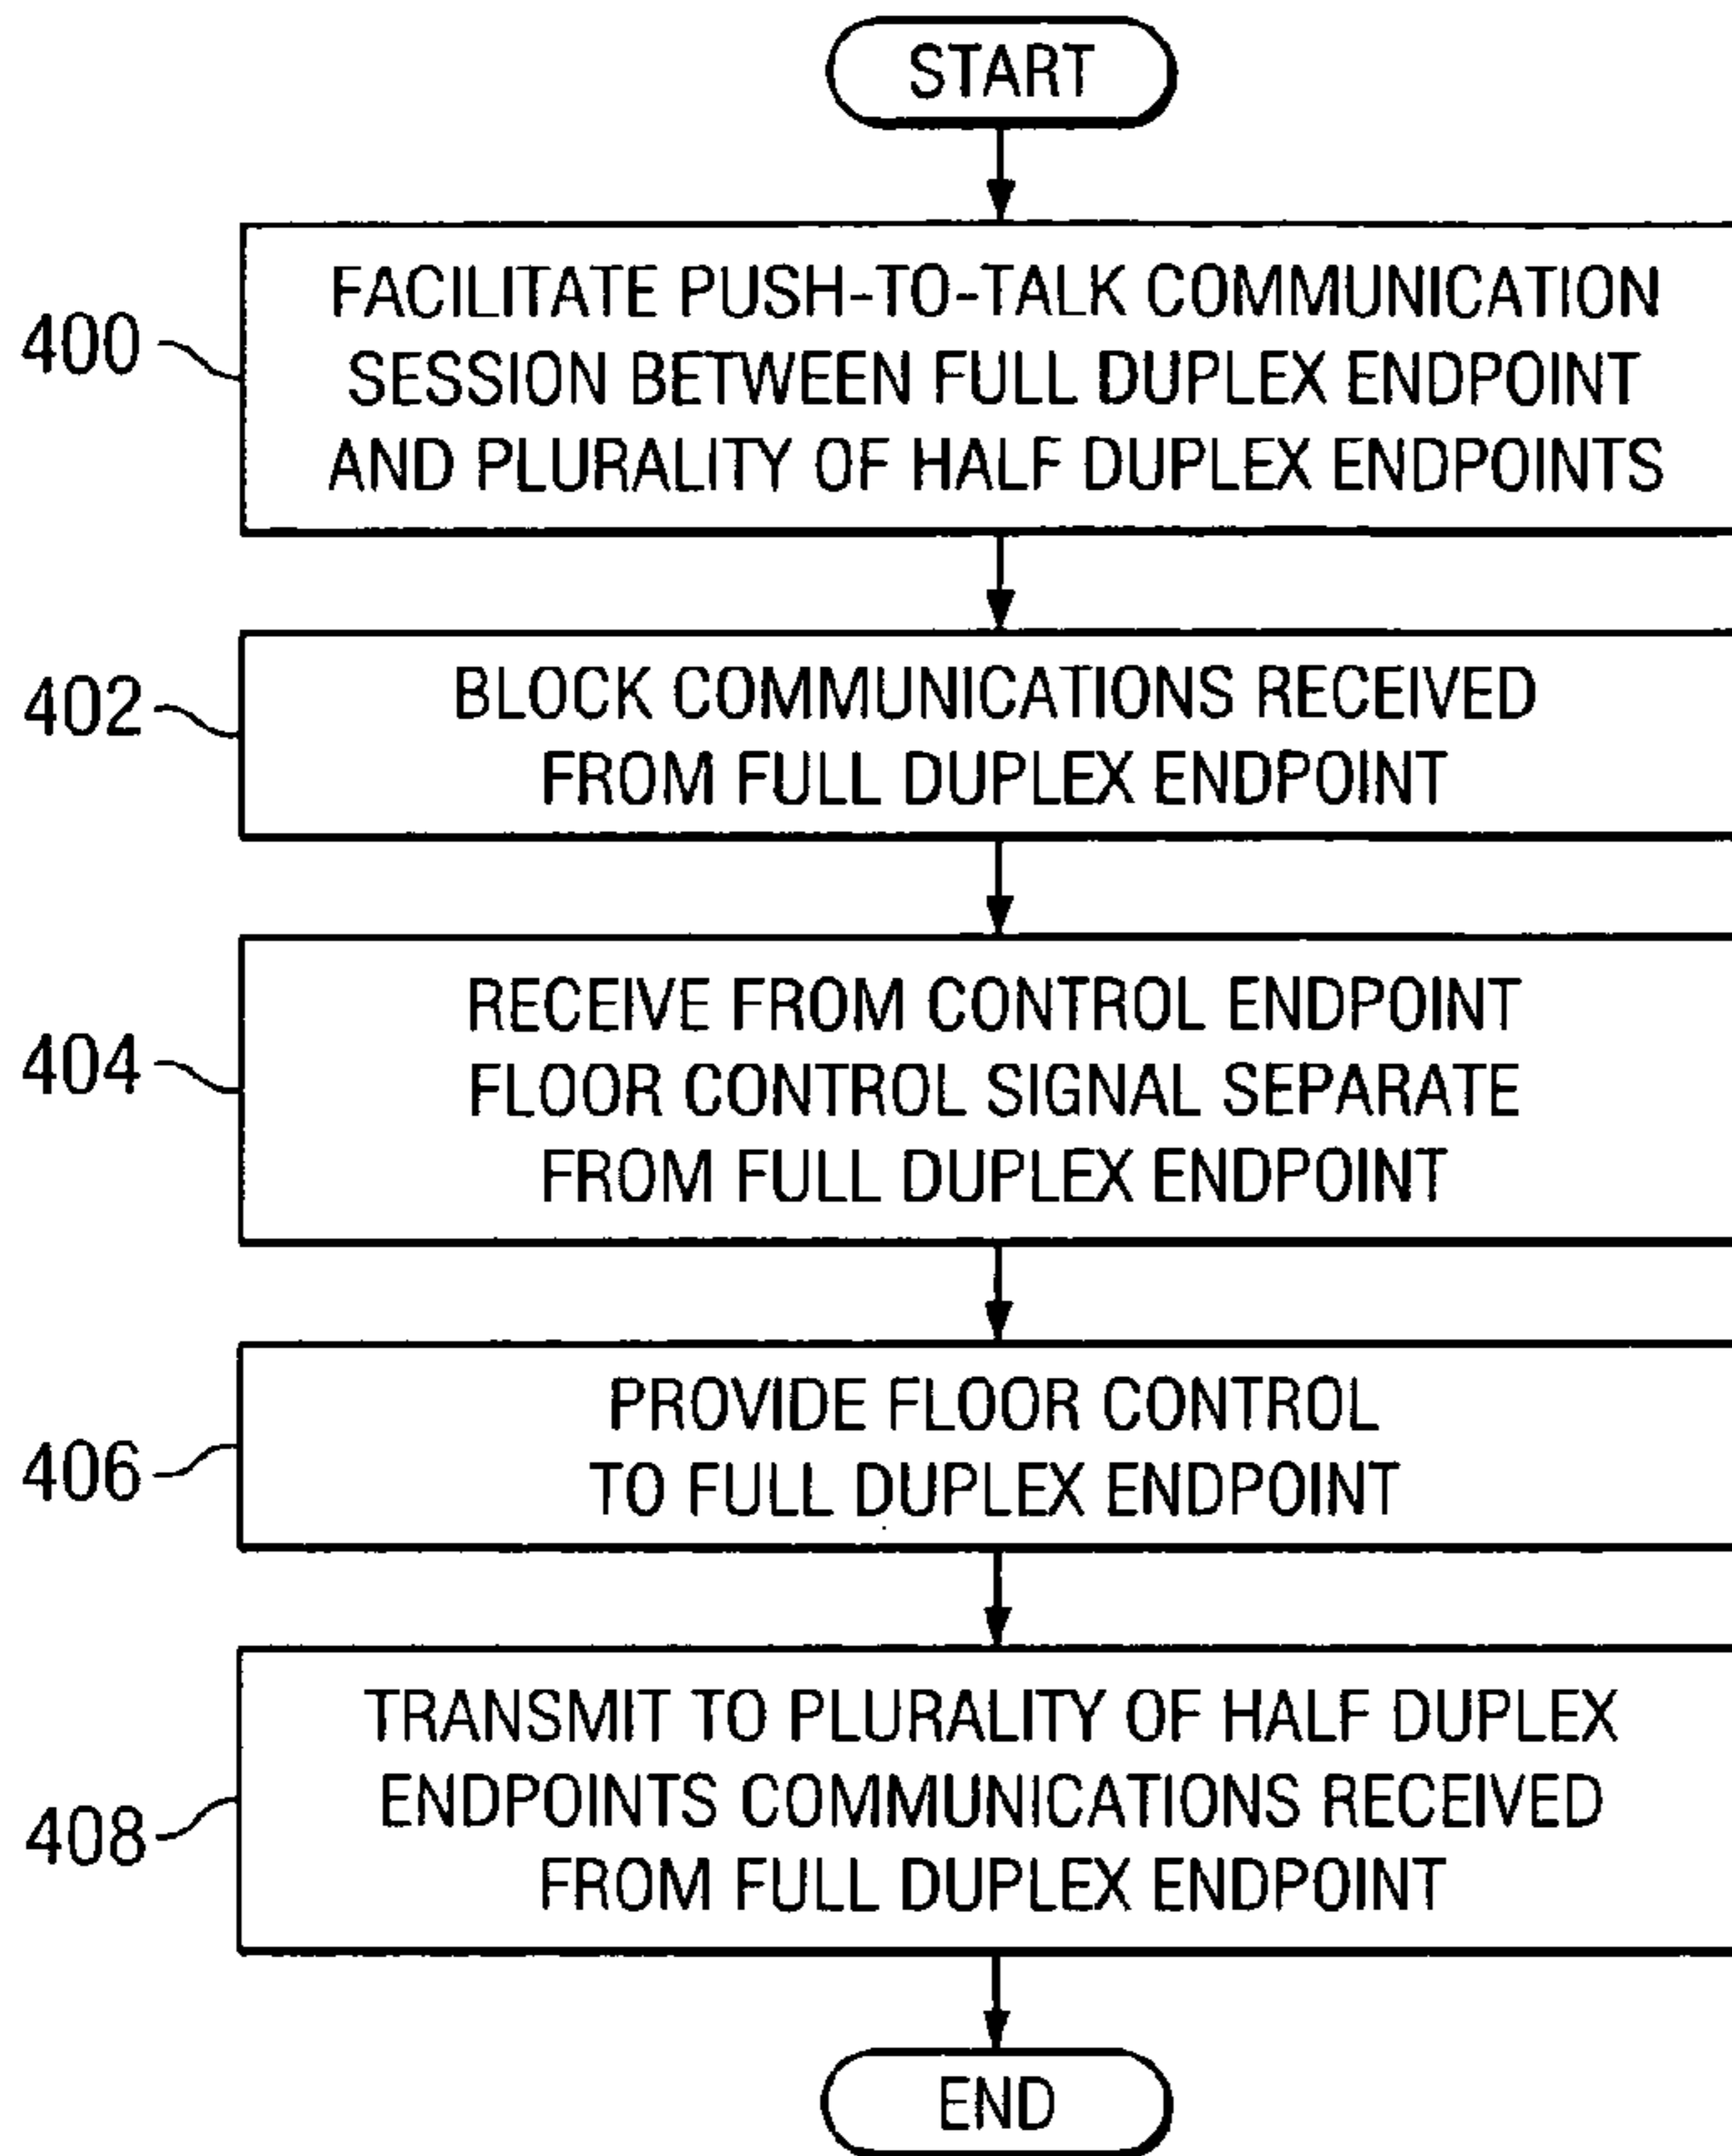 START
400
FACILITATE PUSH-TO-TALK COMMUNICATION
SESSION BETWEEN FULL DUPLEX ENDPOINT
AND PLURALITY OF HALF DUPLEX ENDPOINTS
402
BLOCK COMMUNICATIONS RECEIVED
FROM FULL DUPLEX ENDPOINT
404
RECEIVE FROM CONTROL ENDPOINT
FLOOR CONTROL SIGNAL SEPARATE
FROM FULL DUPLEX ENDPOINT
406
PROVIDE FLOOR CONTROL
TO FULL DUPLEX ENDPOINT
408
TRANSMIT TO PLURALITY OF HALF DUPLEX
ENDPOINTS COMMUNICATIONS RECEIVED
FROM FULL DUPLEX ENDPOINT
END